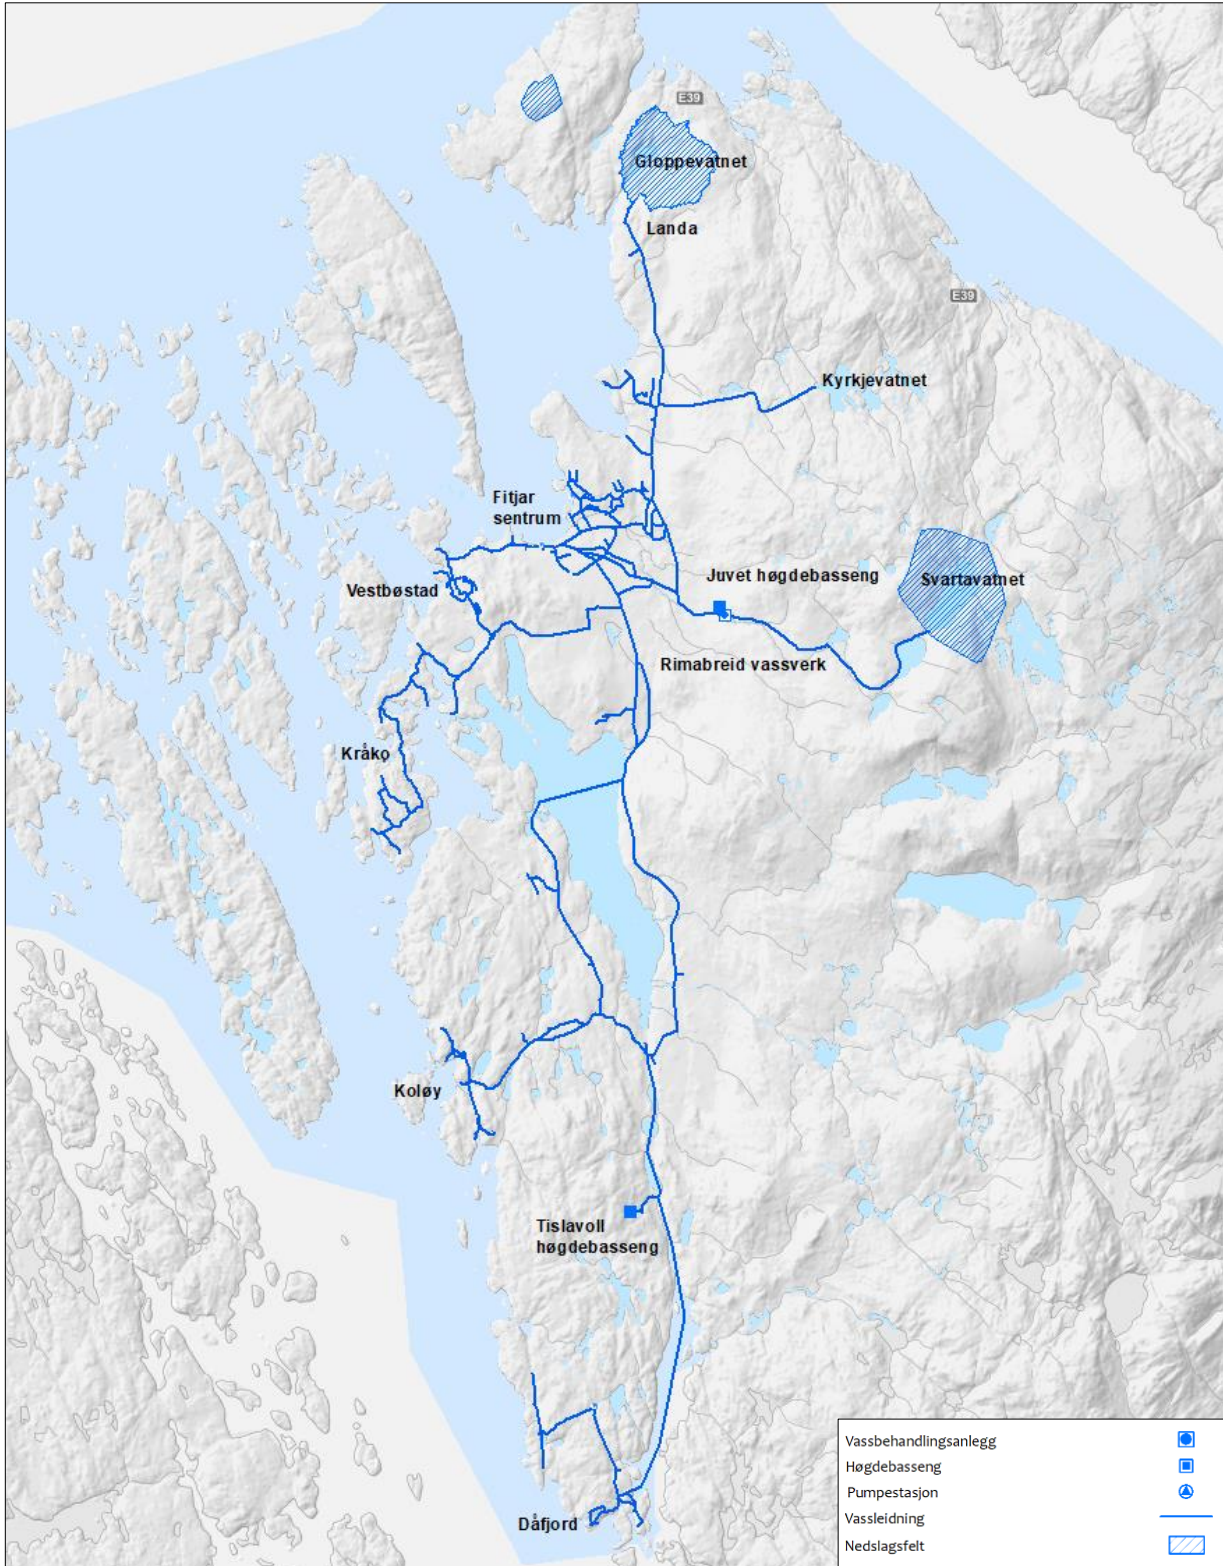 E39
Gloppevatnet
Landa
E39
Kyrkjevatnet
Fitjar
sentrum
Juvet høgdebasseng
Svartavatnet
Vestbøstad
Rimabreid vassverk
Kråko
Koløy
Tislavoll
høgdebasseng
Dåfjord
Vassbehandlingsanlegg
Høgdebasseng
Pumpestasjon
Vassleidning
Nedslagsfelt